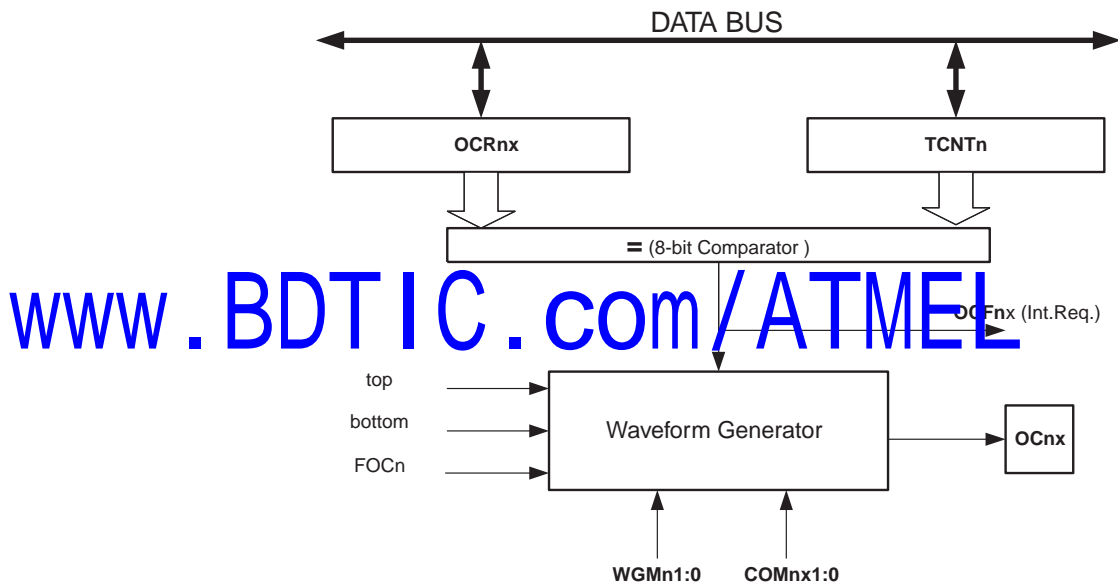 DATA BUS
OCRnx
TCNTn
= (8-bit Comparator )
www.BDTIC.com/ATMEL
OCFnx (Int.Req.)
top
bottom
FOCn
Waveform Generator
OCnx
WGMn1:0
COMnx1:0